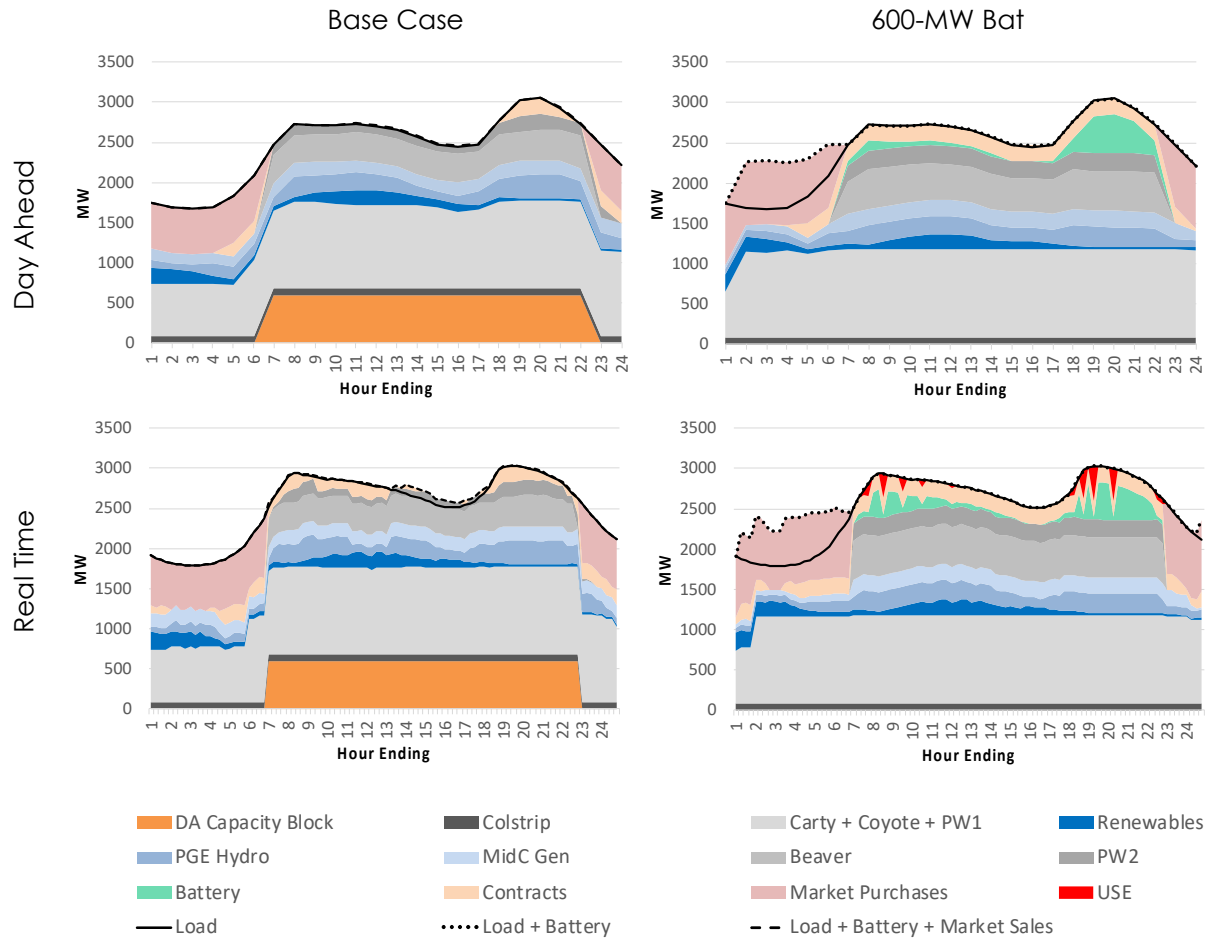 Base Case
600-MW Bat
Day Ahead
3500
3000
2500
2000
1500
1000
500
0
MW
1 2 3 4 5 6 7 8 9 10 11 12 13 14 15 16 17 18 19 20 21 22 23 24
Hour Ending
3500
3000
2500
2000
1500
1000
500
0
MW
1 2 3 4 5 6 7 8 9 10 11 12 13 14 15 16 17 18 19 20 21 22 23 24
Hour Ending
Real Time
3500
3000
2500
2000
1500
1000
500
0
MW
1 2 3 4 5 6 7 8 9 10 11 12 13 14 15 16 17 18 19 20 21 22 23 24
Hour Ending
3500
3000
2500
2000
1500
1000
500
0
MW
1 2 3 4 5 6 7 8 9 10 11 12 13 14 15 16 17 18 19 20 21 22 23 24
Hour Ending
DA Capacity Block
Colstrip
Carty + Coyote + PW1
Renewables
PGE Hydro
MidC Gen
Beaver
PW2
Battery
Contracts
Market Purchases
USE
Load
Load + Battery
Load + Battery + Market Sales